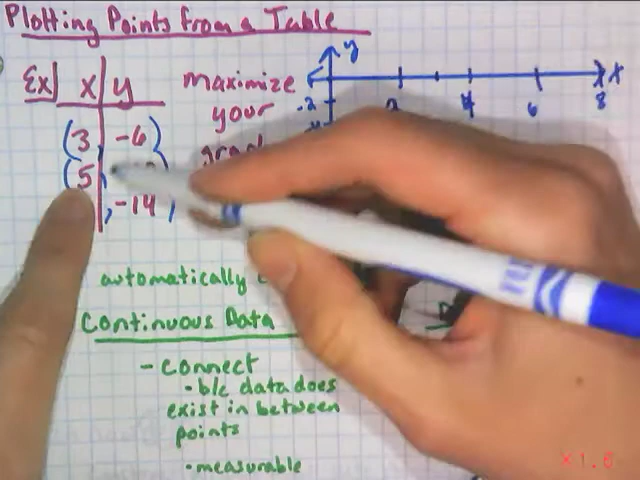 Plotting Points from a Table
Ex x y
(3, -6)
(5,
, -14)
maximize
your
y
x
-2
2
4
6
8
automatically
Continuous Data
- connect
• b/c data does
exist in between
points
• measurable
x1.6